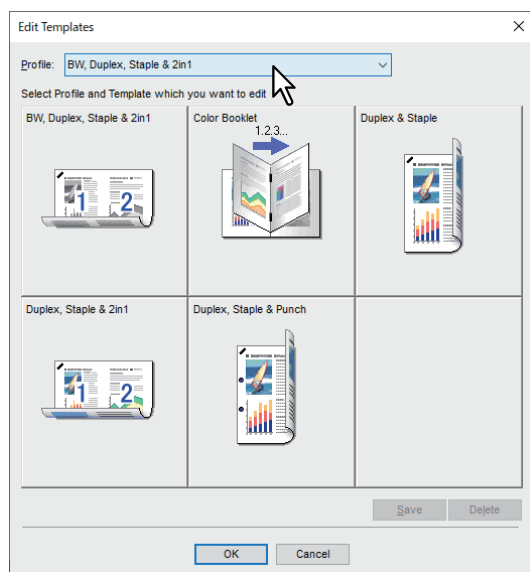 Edit Templates
Profile: BW, Duplex, Staple & 2in1
Select Profile and Template which you want to edit
BW, Duplex, Staple & 2in1
Color Booklet
Duplex & Staple
1.2.3...
1 2
Duplex, Staple & 2in1
Duplex, Staple & Punch
1 2
Save Delete
OK Cancel